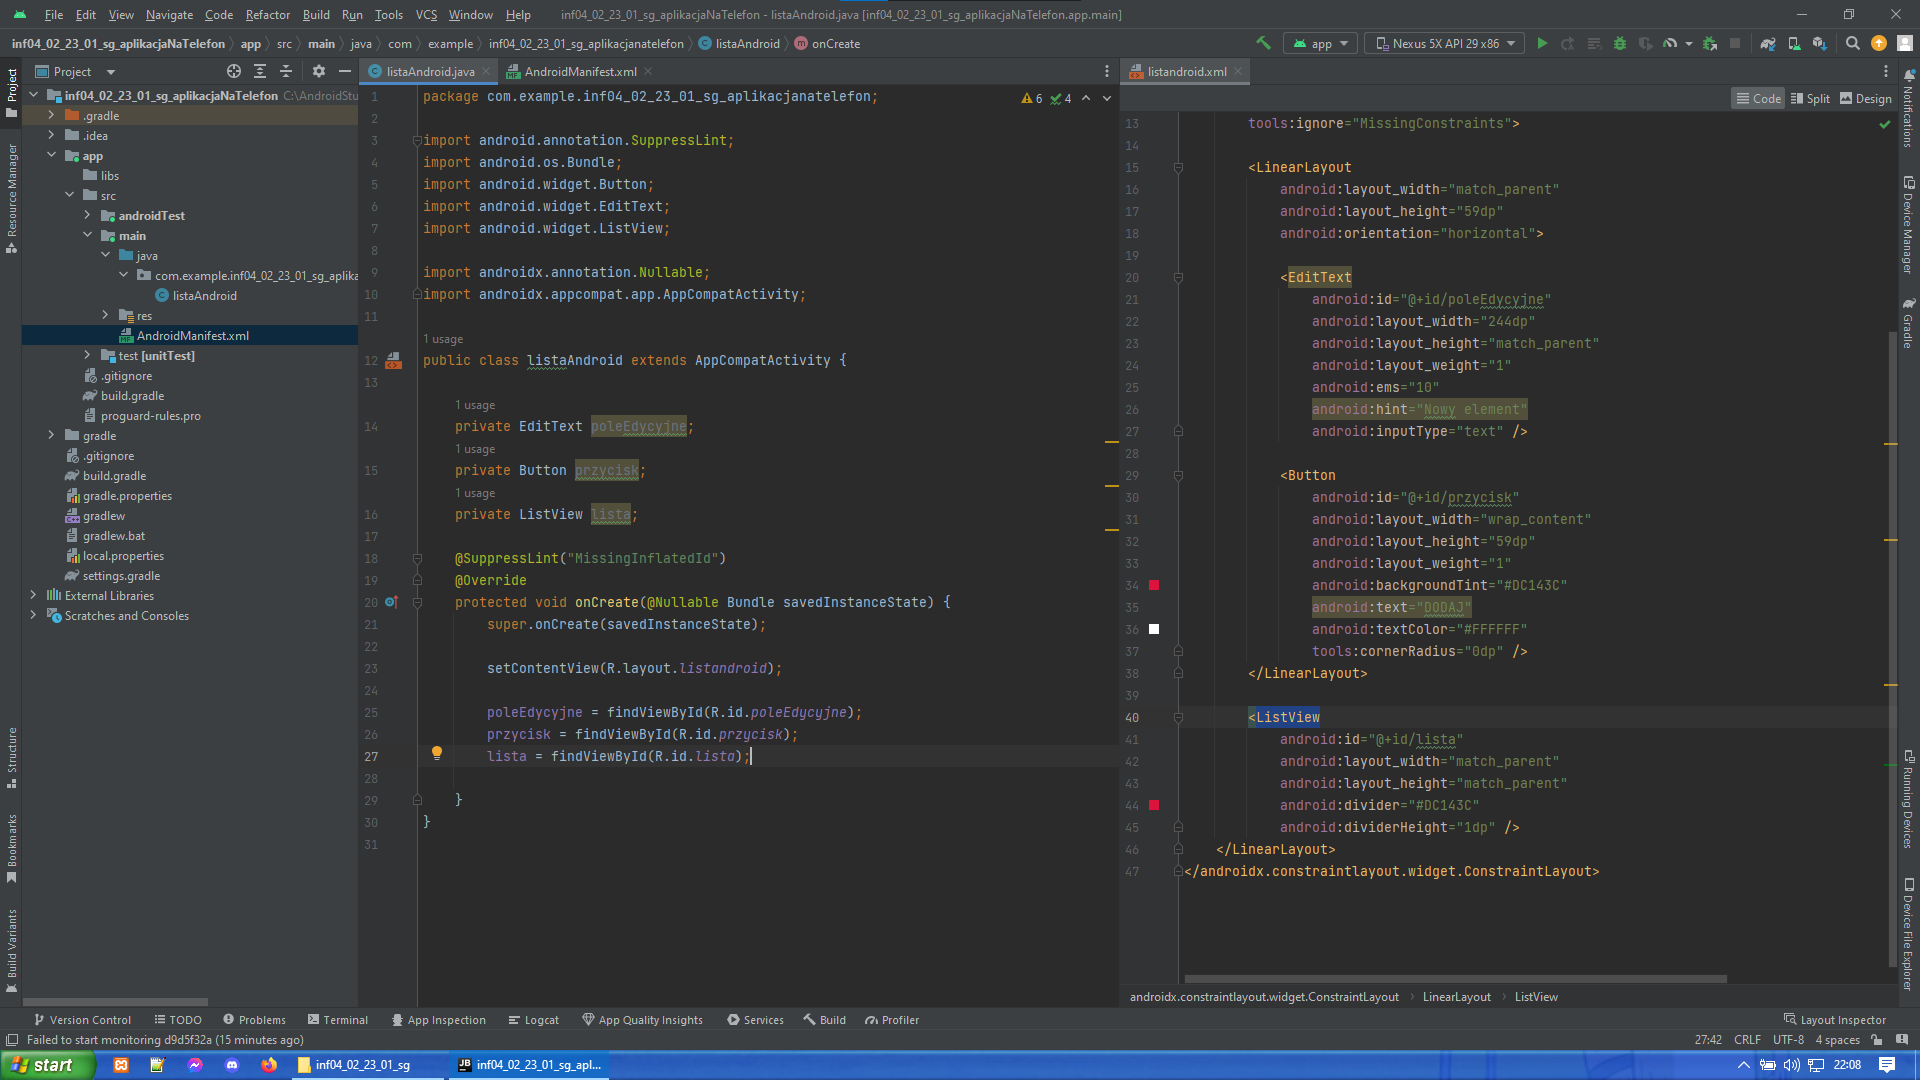 File Edit View Navigate Code Refactor Build Run Tools VCS Window Help inf04_02_23_01_sg_aplikacjaNaTelefon - listaAndroid.java [inf04_02_23_01_sg_aplikacjaNaTelefon.app.main]
inf04_02_23_01_sg_aplikacjaNaTelefon app src main java com example inf04_02_23_01_sg_aplikacjanatelefon listaAndroid onCreate
app Nexus 5X API 29 x86
Project
Resource Manager
Structure
Bookmarks
Build Variants
Project
inf04_02_23_01_sg_aplikacjaNaTelefon C:\AndroidStu
.gradle
.idea
app
libs
src
androidTest
main
java
com.example.inf04_02_23_01_sg_aplika
listaAndroid
res
AndroidManifest.xml
test [unitTest]
.gitignore
build.gradle
proguard-rules.pro
gradle
.gitignore
build.gradle
gradle.properties
gradlew
gradlew.bat
local.properties
settings.gradle
External Libraries
Scratches and Consoles
listaAndroid.java AndroidManifest.xml
6 4
1 package com.example.inf04_02_23_01_sg_aplikacjanatelefon;
2
3 import android.annotation.SuppressLint;
4 import android.os.Bundle;
5 import android.widget.Button;
6 import android.widget.EditText;
7 import android.widget.ListView;
8
9 import androidx.annotation.Nullable;
10 import androidx.appcompat.app.AppCompatActivity;
11
1 usage
12 public class listaAndroid extends AppCompatActivity {
13
1 usage
14 private EditText poleEdycyjne;
1 usage
15 private Button przycisk;
1 usage
16 private ListView lista;
17
18 @SuppressLint("MissingInflatedId")
19 @Override
20 protected void onCreate(@Nullable Bundle savedInstanceState) {
21 super.onCreate(savedInstanceState);
22
23 setContentView(R.layout.listandroid);
24
25 poleEdycyjne = findViewById(R.id.poleEdycyjne);
26 przycisk = findViewById(R.id.przycisk);
27 lista = findViewById(R.id.lista);
28
29 }
30 }
31
listandroid.xml
Code Split Design
13 tools:ignore="MissingConstraints">
14
15 <LinearLayout
16 android:layout_width="match_parent"
17 android:layout_height="59dp"
18 android:orientation="horizontal">
19
20 <EditText
21 android:id="@+id/poleEdycyjne"
22 android:layout_width="244dp"
23 android:layout_height="match_parent"
24 android:layout_weight="1"
25 android:ems="10"
26 android:hint="Nowy element"
27 android:inputType="text" />
28
29 <Button
30 android:id="@+id/przycisk"
31 android:layout_width="wrap_content"
32 android:layout_height="59dp"
33 android:layout_weight="1"
34 android:backgroundTint="#DC143C"
35 android:text="DODAJ"
36 android:textColor="#FFFFFF"
37 tools:cornerRadius="0dp" />
38 </LinearLayout>
39
40 <ListView
41 android:id="@+id/lista"
42 android:layout_width="match_parent"
43 android:layout_height="match_parent"
44 android:divider="#DC143C"
45 android:dividerHeight="1dp" />
46 </LinearLayout>
47 </androidx.constraintlayout.widget.ConstraintLayout>
androidx.constraintlayout.widget.ConstraintLayout LinearLayout ListView
Notifications
Device Manager
Gradle
Running Devices
Device File Explorer
Version Control TODO Problems Terminal App Inspection Logcat App Quality Insights Services Build Profiler Layout Inspector
Failed to start monitoring d9d5f32a (15 minutes ago) 27:42 CRLF UTF-8 4 spaces
start inf04_02_23_01_sg inf04_02_23_01_sg_apl... 22:08